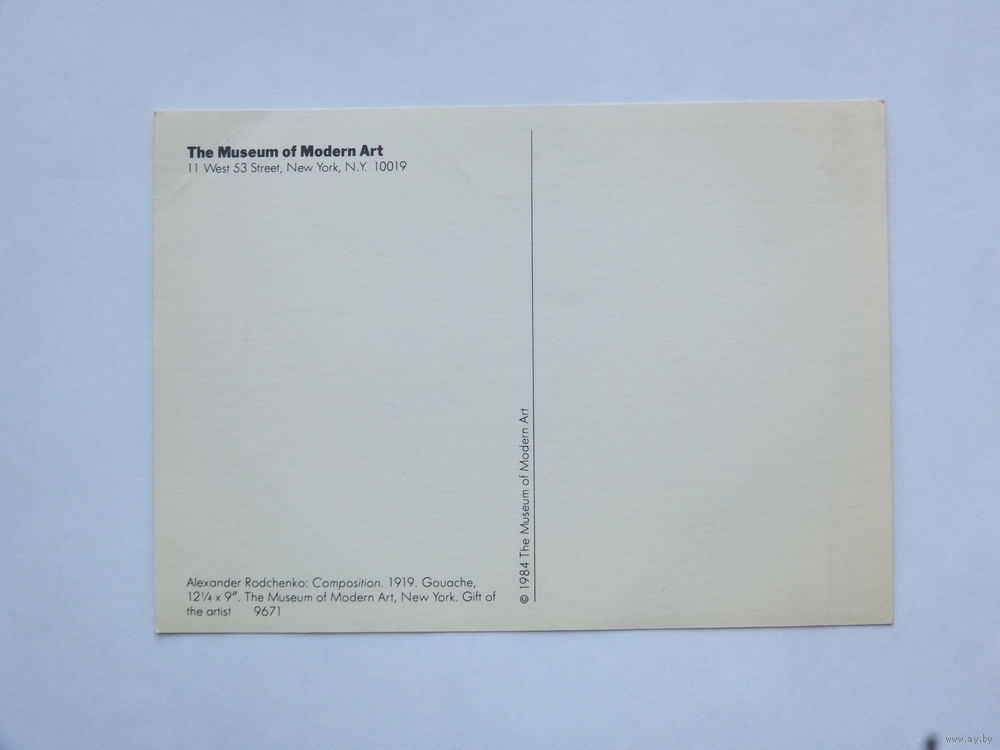 The Museum of Modern Art
11 West 53 Street, New York, N.Y. 10019
© 1984 The Museum of Modern Art
Alexander Rodchenko: Composition. 1919. Gouache,
12¼ x 9". The Museum of Modern Art, New York. Gift of
the artist 9671
www.ay.by